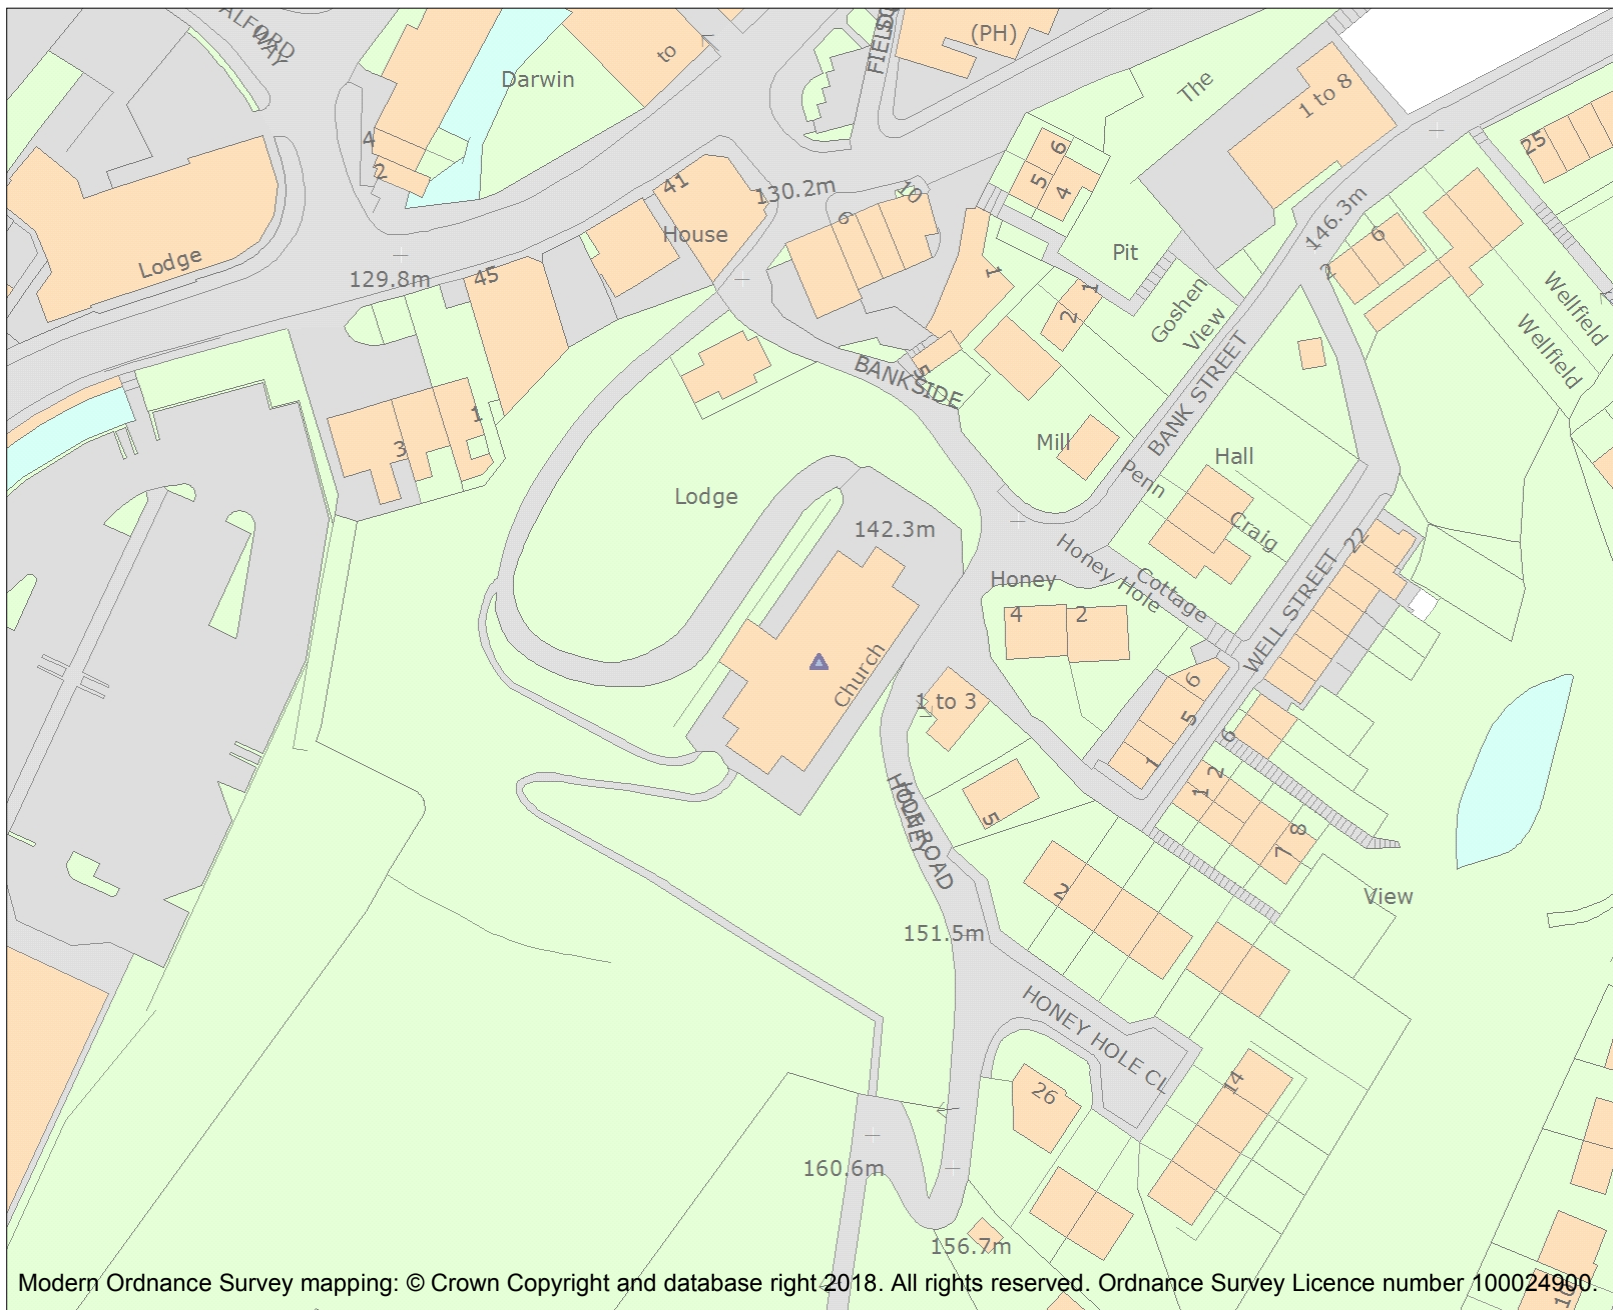 ALFORD
WAY
Darwin
to
FIELD
(PH)
The
1 to 8
25
4
2
41
130.2m
10
6
5
4
6
146.3m
6
2
Lodge
House
129.8m
45
Pit
1
1
2
Goshen
View
Wellfield
Wellfield
BANKSIDE
5
BANK STREET
3
1
Mill
Penn
Hall
Craig
Lodge
142.3m
Honey Hole
Cottage
22
WELL STREET
Honey
4
2
Church
1 to 3
6
5
1
6
2
1
8
7
5
HONEY
HOLE ROAD
2
View
151.5m
HONEY HOLE CL
26
14
160.6m
156.7m
Modern Ordnance Survey mapping: © Crown Copyright and database right 2018. All rights reserved. Ordnance Survey Licence number 100024900.